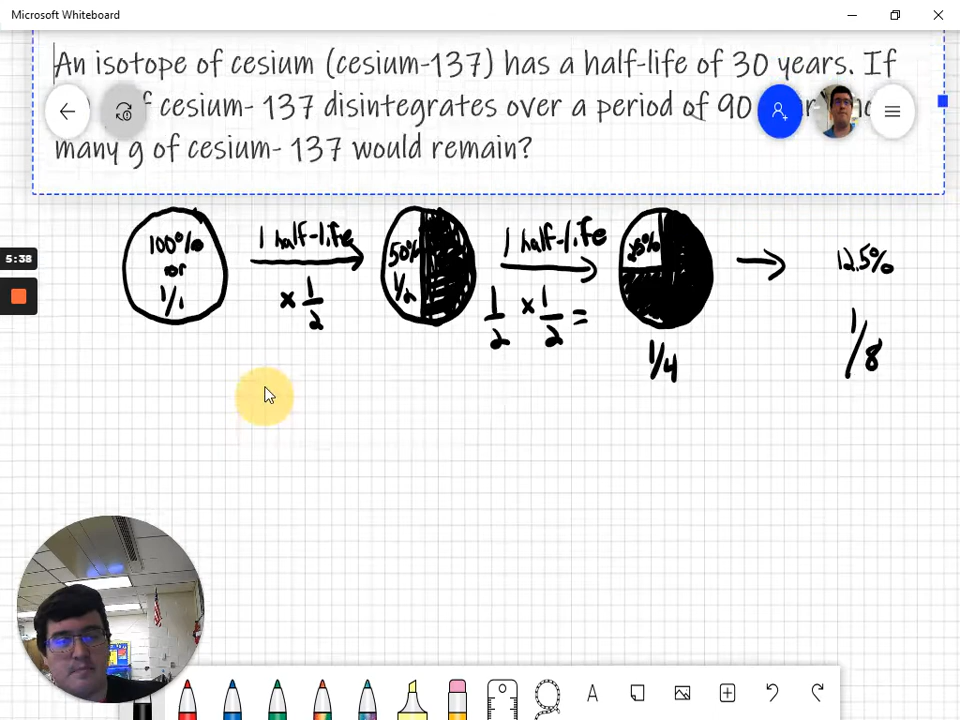 Microsoft Whiteboard
An isotope of cesium (cesium-137) has a half-life of 30 years. If
cesium- 137 disintegrates over a period of 90
many g of cesium- 137 would remain?
5:38
100%
or
1/1
1 half-life
x 1/2
50%
1/2
1 half-life
1/2 x 1/2 =
25%
1/4
12.5%
1/8